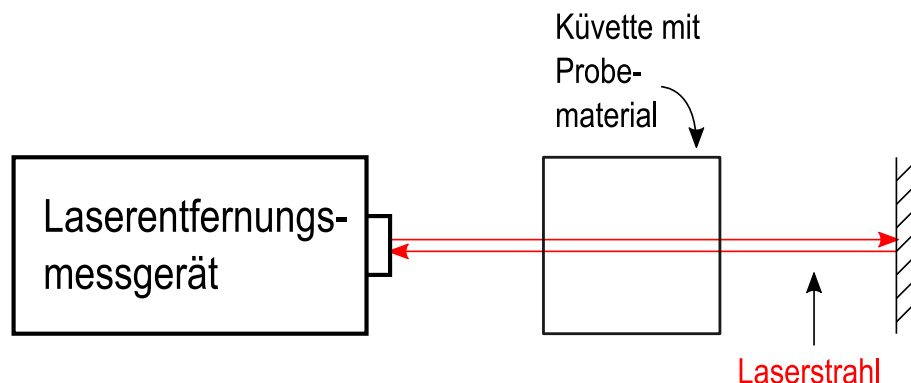 Küvette mit
Probe-
material
Laserentfernungs-
messgerät
Laserstrahl